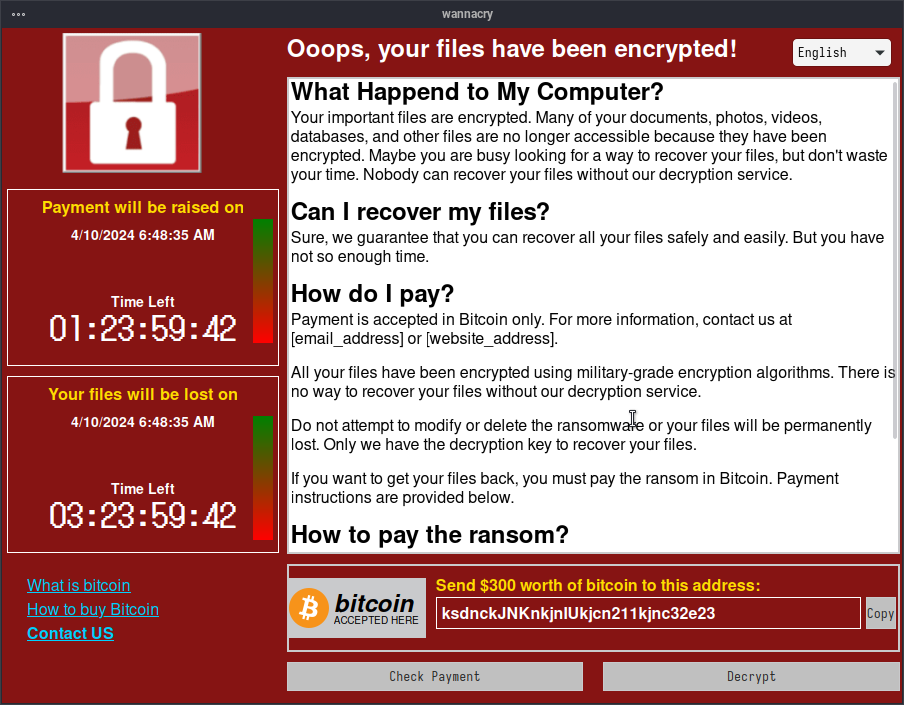 wannacry
Ooops, your files have been encrypted!
English
What Happend to My Computer?
Your important files are encrypted. Many of your documents, photos, videos,
databases, and other files are no longer accessible because they have been
encrypted. Maybe you are busy looking for a way to recover your files, but don't waste
your time. Nobody can recover your files without our decryption service.
Can I recover my files?
Sure, we guarantee that you can recover all your files safely and easily. But you have
not so enough time.
How do I pay?
Payment is accepted in Bitcoin only. For more information, contact us at
[email_address] or [website_address].
All your files have been encrypted using military-grade encryption algorithms. There is
no way to recover your files without our decryption service.
Do not attempt to modify or delete the ransomware or your files will be permanently
lost. Only we have the decryption key to recover your files.
If you want to get your files back, you must pay the ransom in Bitcoin. Payment
instructions are provided below.
How to pay the ransom?
Payment will be raised on
4/10/2024 6:48:35 AM
Time Left
01:23:59:42
Your files will be lost on
4/10/2024 6:48:35 AM
Time Left
03:23:59:42
What is bitcoin
How to buy Bitcoin
Contact US
bitcoin
ACCEPTED HERE
Send $300 worth of bitcoin to this address:
ksdnckJNKnkjnlUkjcn211kjnc32e23
Copy
Check Payment
Decrypt